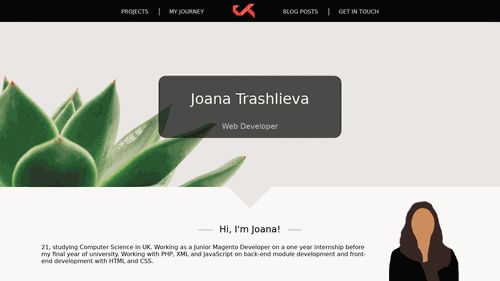 PROJECTS | MY JOURNEY BLOG POSTS | GET IN TOUCH
Joana Trashlieva
Web Developer
Hi, I'm Joana!
21, studying Computer Science in UK. Working as a Junior Magento Developer on a one year internship before
my final year of university. Working with PHP, XML and JavaScript on back-end module development and front-
end development with HTML and CSS.